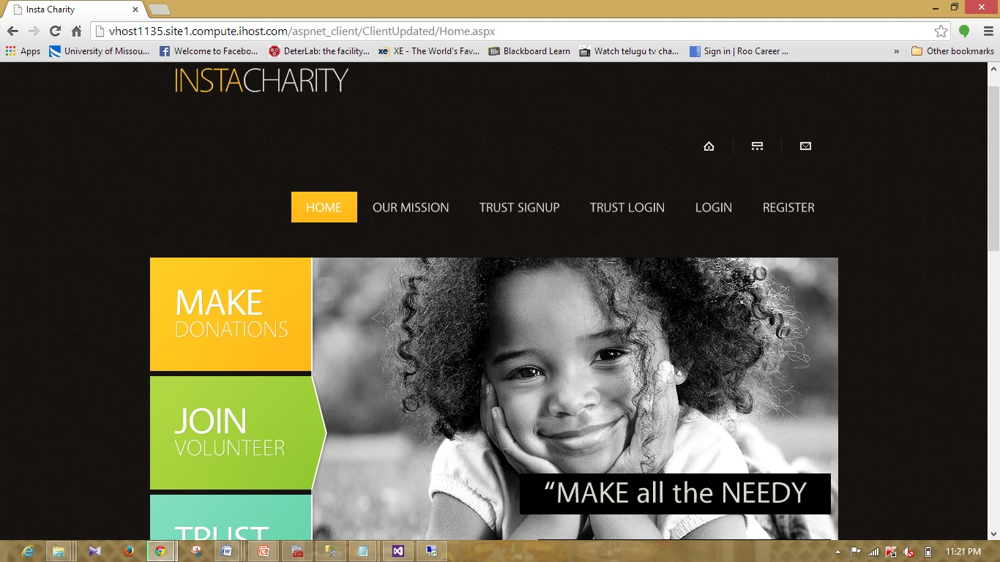 Insta Charity
vhost1135.site1.compute.ihost.com/aspnet_client/ClientUpdated/Home.aspx
Apps University of Missou... Welcome to Facebo... DeterLab: the facility... XE - The World's Fav... Blackboard Learn Watch telugu tv cha... Sign in | Roo Career ... » Other bookmarks
INSTACHARITY
HOME OUR MISSION TRUST SIGNUP TRUST LOGIN LOGIN REGISTER
MAKE
DONATIONS
JOIN
VOLUNTEER
TRUST
“MAKE all the NEEDY
11:21 PM